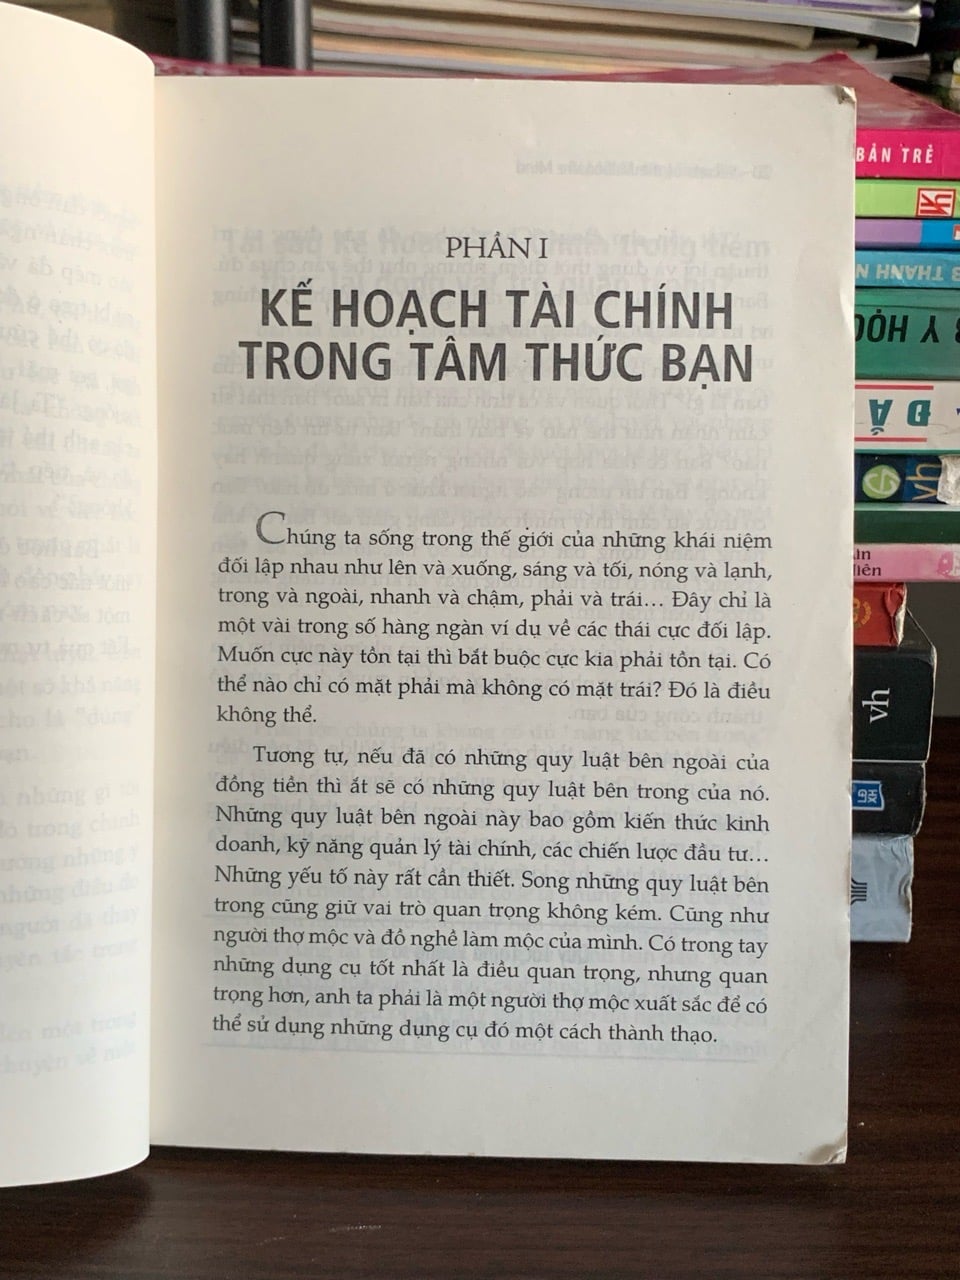 PHẦN I
KẾ HOẠCH TÀI CHÍNH
TRONG TÂM THỨC BẠN
Chúng ta sống trong thế giới của những khái niệm
đối lập nhau như lên và xuống, sáng và tối, nóng và lạnh,
trong và ngoài, nhanh và chậm, phải và trái... Đây chỉ là
một vài trong số hàng ngàn ví dụ về các thái cực đối lập.
Muốn cực này tồn tại thì bắt buộc cực kia phải tồn tại. Có
thể nào chỉ có mặt phải mà không có mặt trái? Đó là điều
không thể.
Tương tự, nếu đã có những quy luật bên ngoài của
đồng tiền thì ắt sẽ có những quy luật bên trong của nó.
Những quy luật bên ngoài này bao gồm kiến thức kinh
doanh, kỹ năng quản lý tài chính, các chiến lược đầu tư...
Những yếu tố này rất cần thiết. Song những quy luật bên
trong cũng giữ vai trò quan trọng không kém. Cũng như
người thợ mộc và đồ nghề làm mộc của mình. Có trong tay
những dụng cụ tốt nhất là điều quan trọng, nhưng quan
trọng hơn, anh ta phải là một người thợ mộc xuất sắc để có
thể sử dụng những dụng cụ đó một cách thành thạo.
BẢN TRẺ
Y HỌC
vh
vh